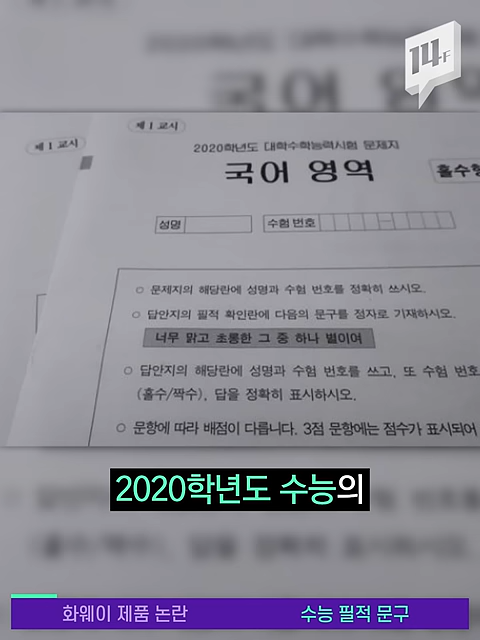 14F
제 1 교시
제 1 교시
2020학년도 대학수학능력시험 문제지
국어 영역
홀수형
성명
수험 번호
○ 문제지의 해당란에 성명과 수험 번호를 정확히 쓰시오.
○ 답안지의 필적 확인란에 다음의 문구를 정자로 기재하시오.
너무 맑고 초롱한 그 중 하나 별이여
○ 답안지의 해당란에 성명과 수험 번호를 쓰고, 또 수험 번호
(홀수/짝수), 답을 정확히 표시하시오.
○ 문항에 따라 배점이 다릅니다. 3점 문항에는 점수가 표시되어
2020학년도 수능의
화웨이 제품 논란
수능 필적 문구